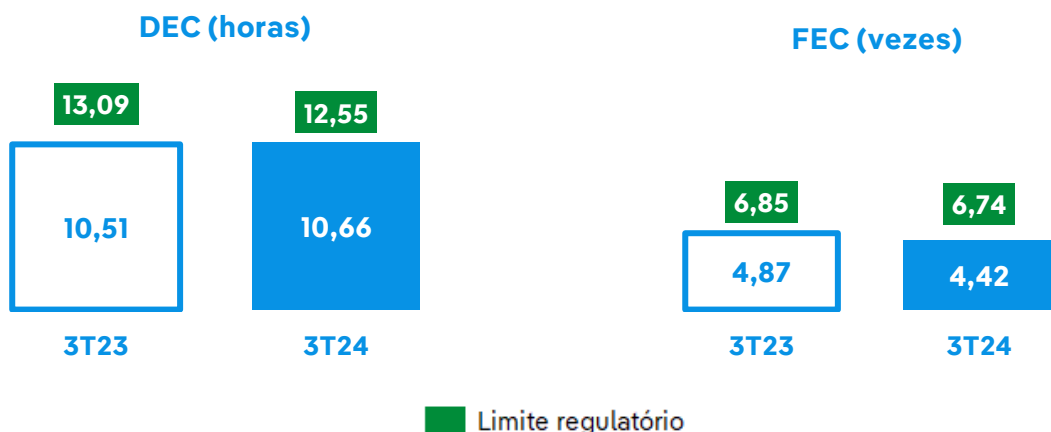 DEC (horas)
13,09
12,55
10,51
10,66
3T23
3T24
FEC (vezes)
6,85
6,74
4,87
4,42
3T23
3T24
Limite regulatório